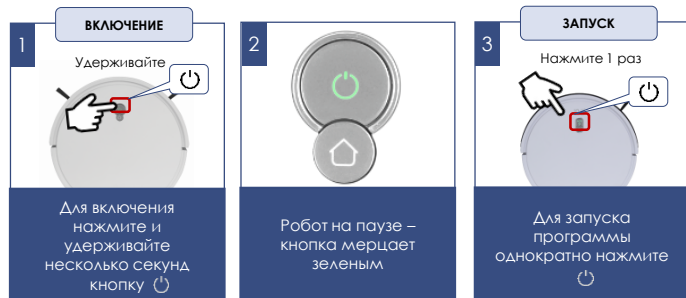 1
ВКЛЮЧЕНИЕ
Удерживайте
Для включения
нажмите и
удерживайте
несколько секунд
кнопку
2
Робот на паузе –
кнопка мерцает
зеленым
3
ЗАПУСК
Нажмите 1 раз
Для запуска
программы
однократно нажмите